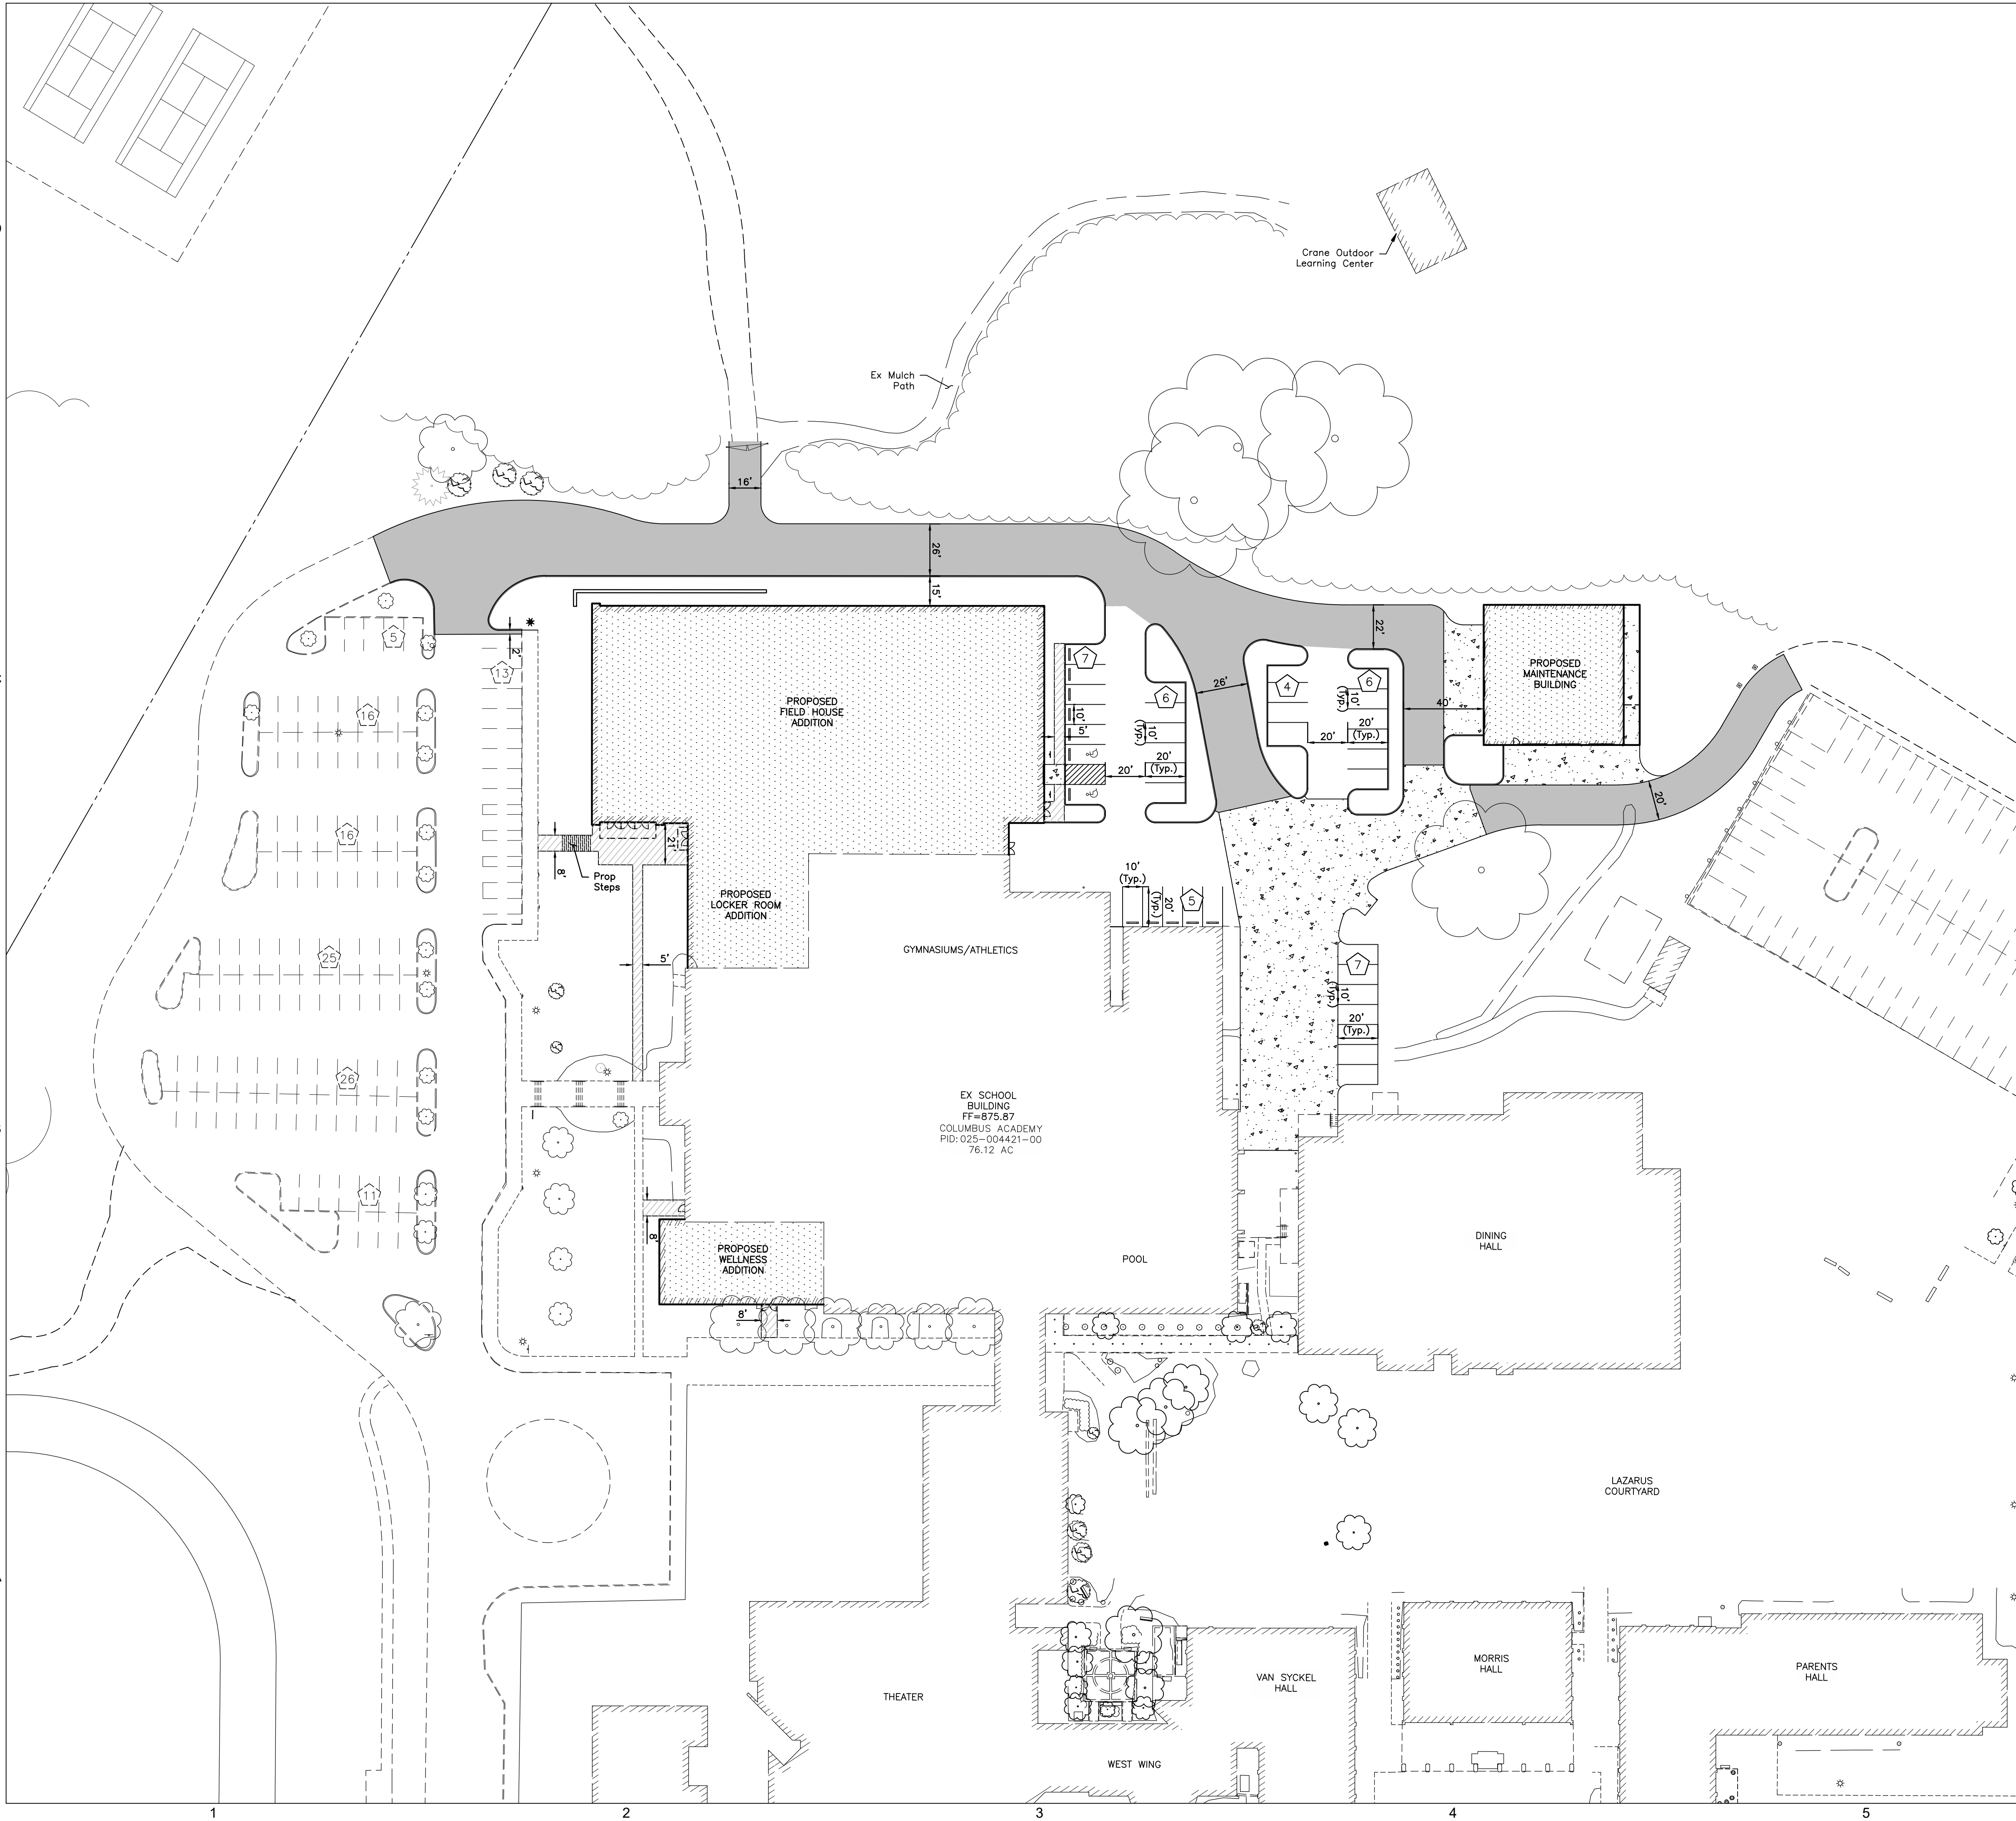 Crane Outdoor
Learning Center
Ex Mulch
Path
16'
26'
15'
22'
5
13
2'
16
16
25
26
11
PROPOSED
FIELD HOUSE
ADDITION
7
10'
5'
20'
6
10'
(Typ.)
20'
(Typ.)
26'
4
6
10'
(Typ.)
20'
20'
(Typ.)
40'
PROPOSED
MAINTENANCE
BUILDING
20'
21'
8'
Prop
Steps
5'
PROPOSED
LOCKER ROOM
ADDITION
10'
(Typ.)
20'
(Typ.)
5
GYMNASIUMS/ATHLETICS
7
10'
(Typ.)
20'
(Typ.)
EX SCHOOL
BUILDING
FF=875.87
COLUMBUS ACADEMY
PID: 025-004421-00
76.12 AC
8'
PROPOSED
WELLNESS
ADDITION
8'
POOL
DINING
HALL
LAZARUS
COURTYARD
THEATER
VAN SYCKEL
HALL
MORRIS
HALL
PARENTS
HALL
WEST WING
1
2
3
4
5